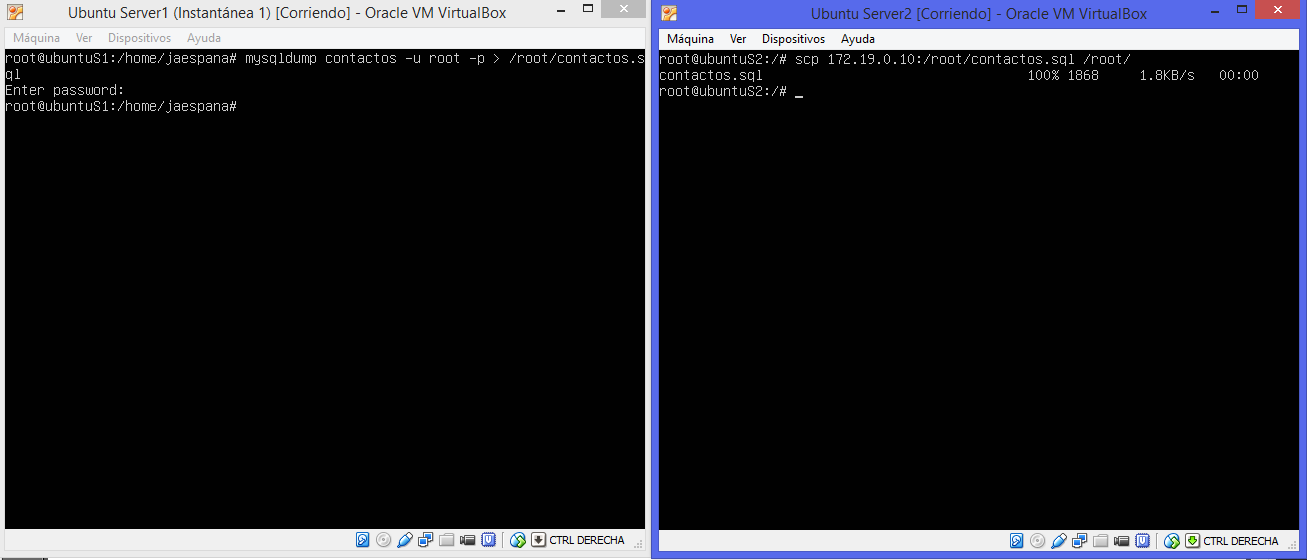 Ubuntu Server1 (Instantánea 1) [Corriendo] - Oracle VM VirtualBox
Máquina Ver Dispositivos Ayuda
root@ubuntuS1:/home/jaespana# mysqldump contactos -u root -p > /root/contactos.s
ql
Enter password:
root@ubuntuS1:/home/jaespana#
CTRL DERECHA
Ubuntu Server2 [Corriendo] - Oracle VM VirtualBox
Máquina Ver Dispositivos Ayuda
root@ubuntuS2:/# scp 172.19.0.10:/root/contactos.sql /root/
contactos.sql 100% 1868 1.8KB/s 00:00
root@ubuntuS2:/# _
CTRL DERECHA